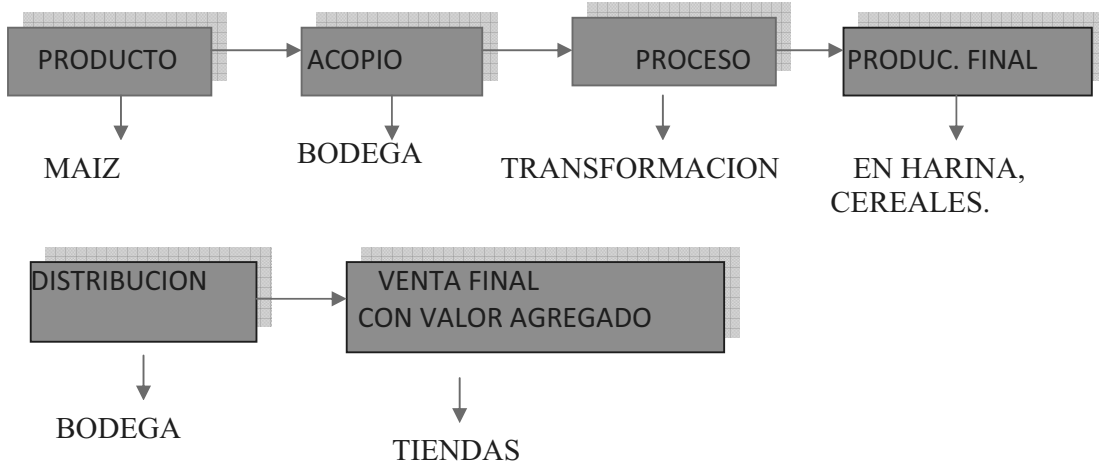 PRODUCTO
ACOPIO
PROCESO
PRODUC. FINAL
MAIZ
BODEGA
TRANSFORMACION
EN HARINA,
CEREALES.
DISTRIBUCION
VENTA FINAL
CON VALOR AGREGADO
BODEGA
TIENDAS